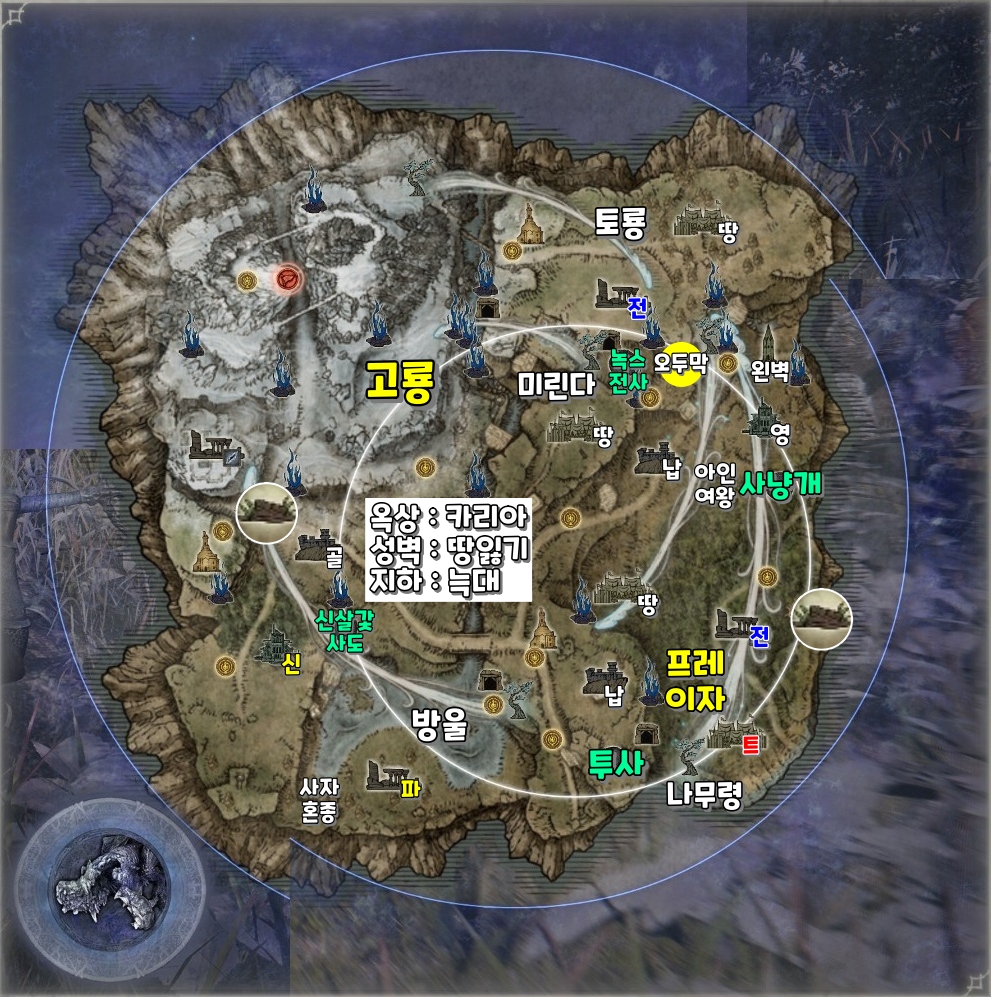 토룡
땅
전
녹스
전사
오두막
왼벽
고룡
미린다
땅
영
납
아인
여왕
사냥개
옥상 : 카리아
성벽 : 땅잃기
지하 : 늑대
골
땅
신살갗
사도
전
신
프레
이자
납
방울
트
투사
나무령
사자
혼종
파